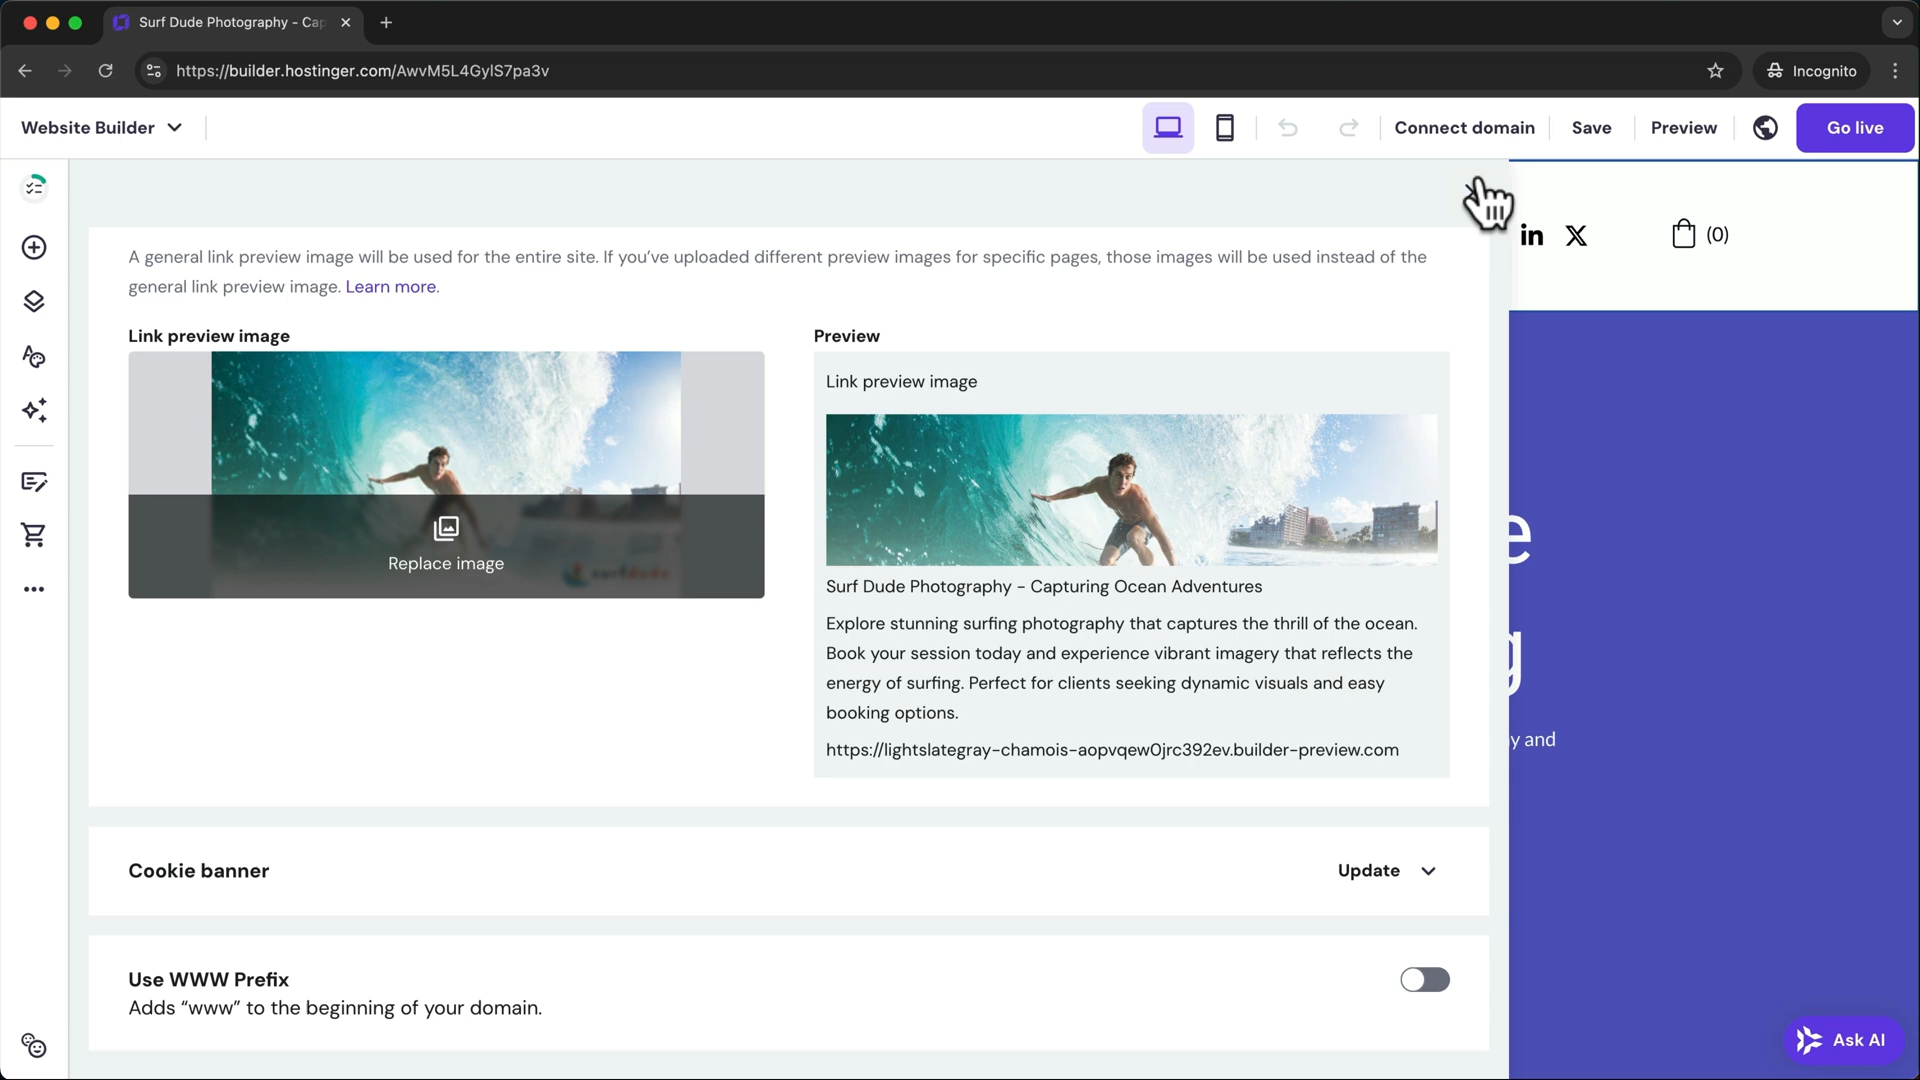 Surf Dude Photography - Cap
https://builder.hostinger.com/AwvM5L4GylS7pa3v
Incognito
Website Builder
Connect domain
Save
Preview
Go live
in X
(0)
A general link preview image will be used for the entire site. If you’ve uploaded different preview images for specific pages, those images will be used instead of the
general link preview image. Learn more.
Link preview image
Replace image
surfdude
Preview
Link preview image
Surf Dude Photography - Capturing Ocean Adventures
Explore stunning surfing photography that captures the thrill of the ocean.
Book your session today and experience vibrant imagery that reflects the
energy of surfing. Perfect for clients seeking dynamic visuals and easy
booking options.
https://lightslategray-chamois-aopvqew0jrc392ev.builder-preview.com
e
g
y and
Cookie banner
Update
Use WWW Prefix
Adds “www” to the beginning of your domain.
Ask AI